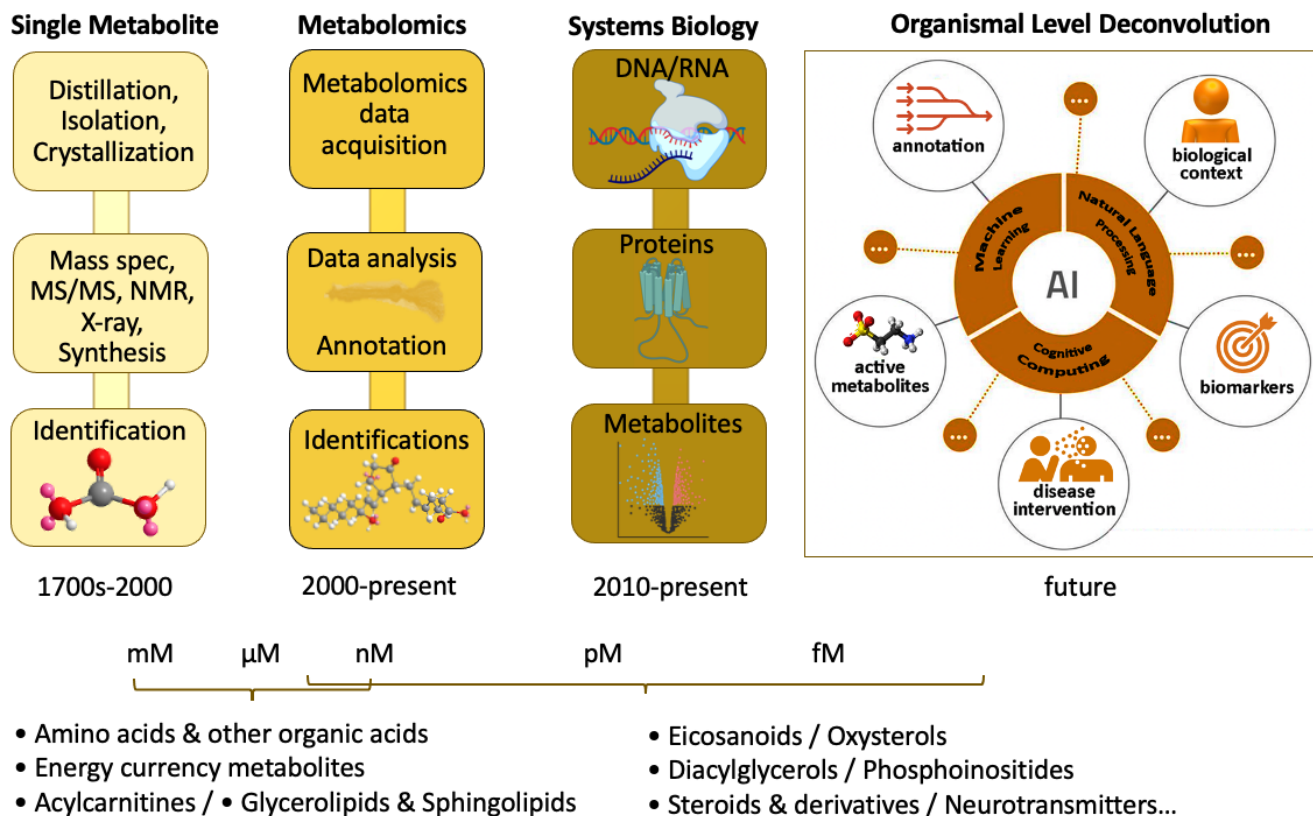 Single Metabolite
Distillation,
Isolation,
Crystallization
Mass spec,
MS/MS, NMR,
X-ray,
Synthesis
Identification
1700s-2000
Metabolomics
Metabolomics
data
acquisition
Data analysis
Annotation
Identifications
2000-present
Systems Biology
DNA/RNA
Proteins
Metabolites
2010-present
Organismal Level Deconvolution
annotation
...
biological
context
Machine
Learning
Natural Language
Processing
...
...
AI
active
metabolites
Cognitive
Computing
biomarkers
...
...
disease
intervention
future
mM μM nM pM fM
• Amino acids & other organic acids
• Energy currency metabolites
• Acylcarnitines / • Glycerolipids & Sphingolipids
• Eicosanoids / Oxysterols
• Diacylglycerols / Phosphoinositides
• Steroids & derivatives / Neurotransmitters...